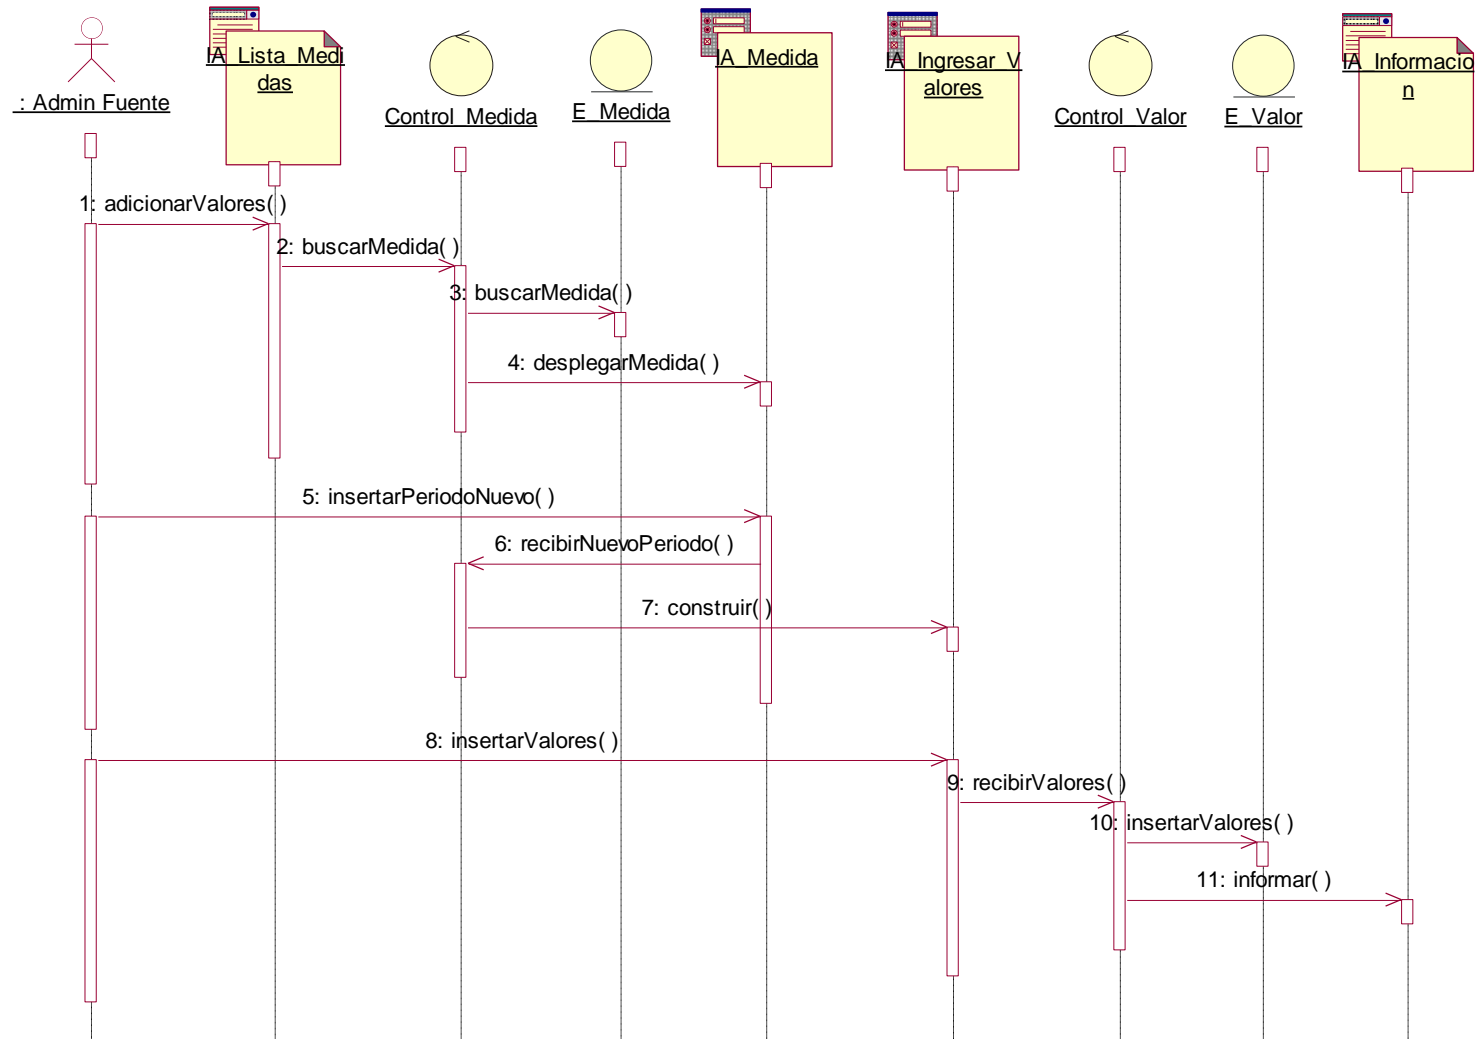 _: Admin Fuente
IA_Lista_Medi
das
Control_Medida
E_Medida
IA_Medida
IA_Ingresar_V
alores
Control_Valor
E_Valor
IA_Informacio
n
1: adicionarValores( )
2: buscarMedida( )
3: buscarMedida( )
4: desplegarMedida( )
5: insertarPeriodoNuevo( )
6: recibirNuevoPeriodo( )
7: construir( )
8: insertarValores( )
9: recibirValores( )
10: insertarValores( )
11: informar( )